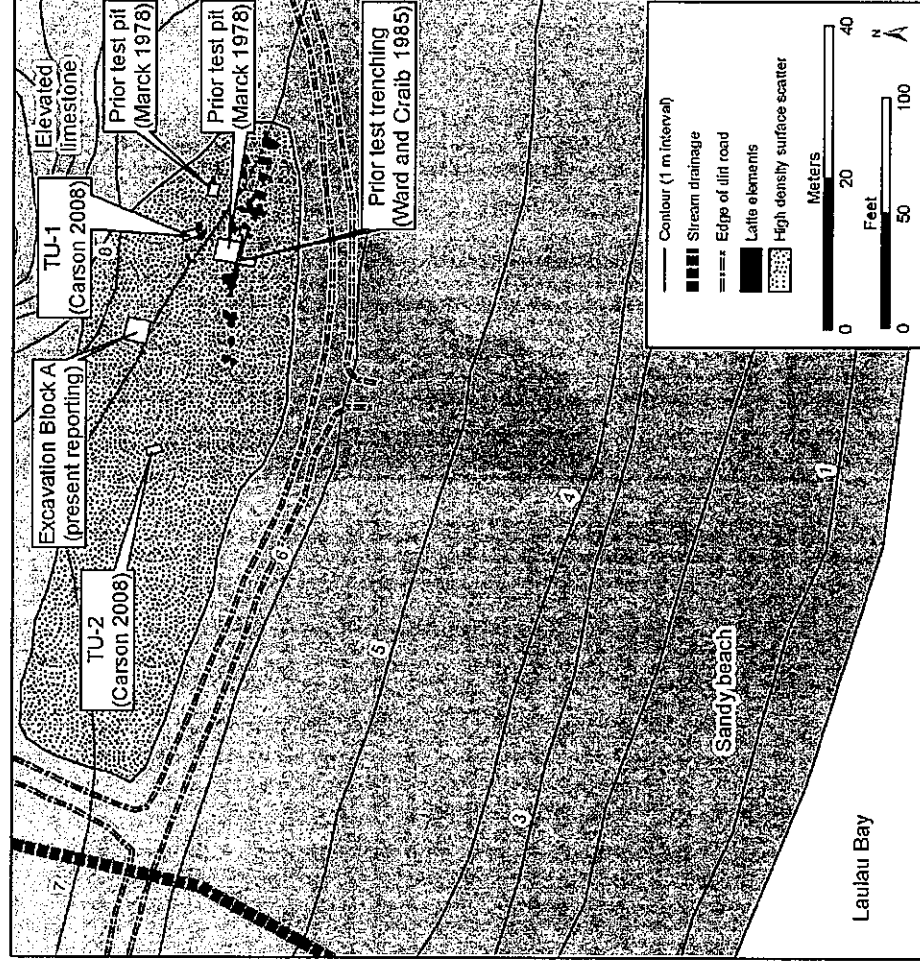 Elevated
limestone
Prior test pit
(Marck 1978)
Prior test pit
(Marck 1978)
TU-1
(Carson 2008)
8
Excavation Block A
(present reporting)
TU-2
(Carson 2008)
Prior test trenching
(Ward and Craib 1985)
7
6
5
4
3
1
Sandy beach
Laulau Bay
Contour (1 m interval)
Stream drainage
Edge of dirt road
Latte elements
High density surface scatter
Meters
0 20 40
Feet
0 50 100
N